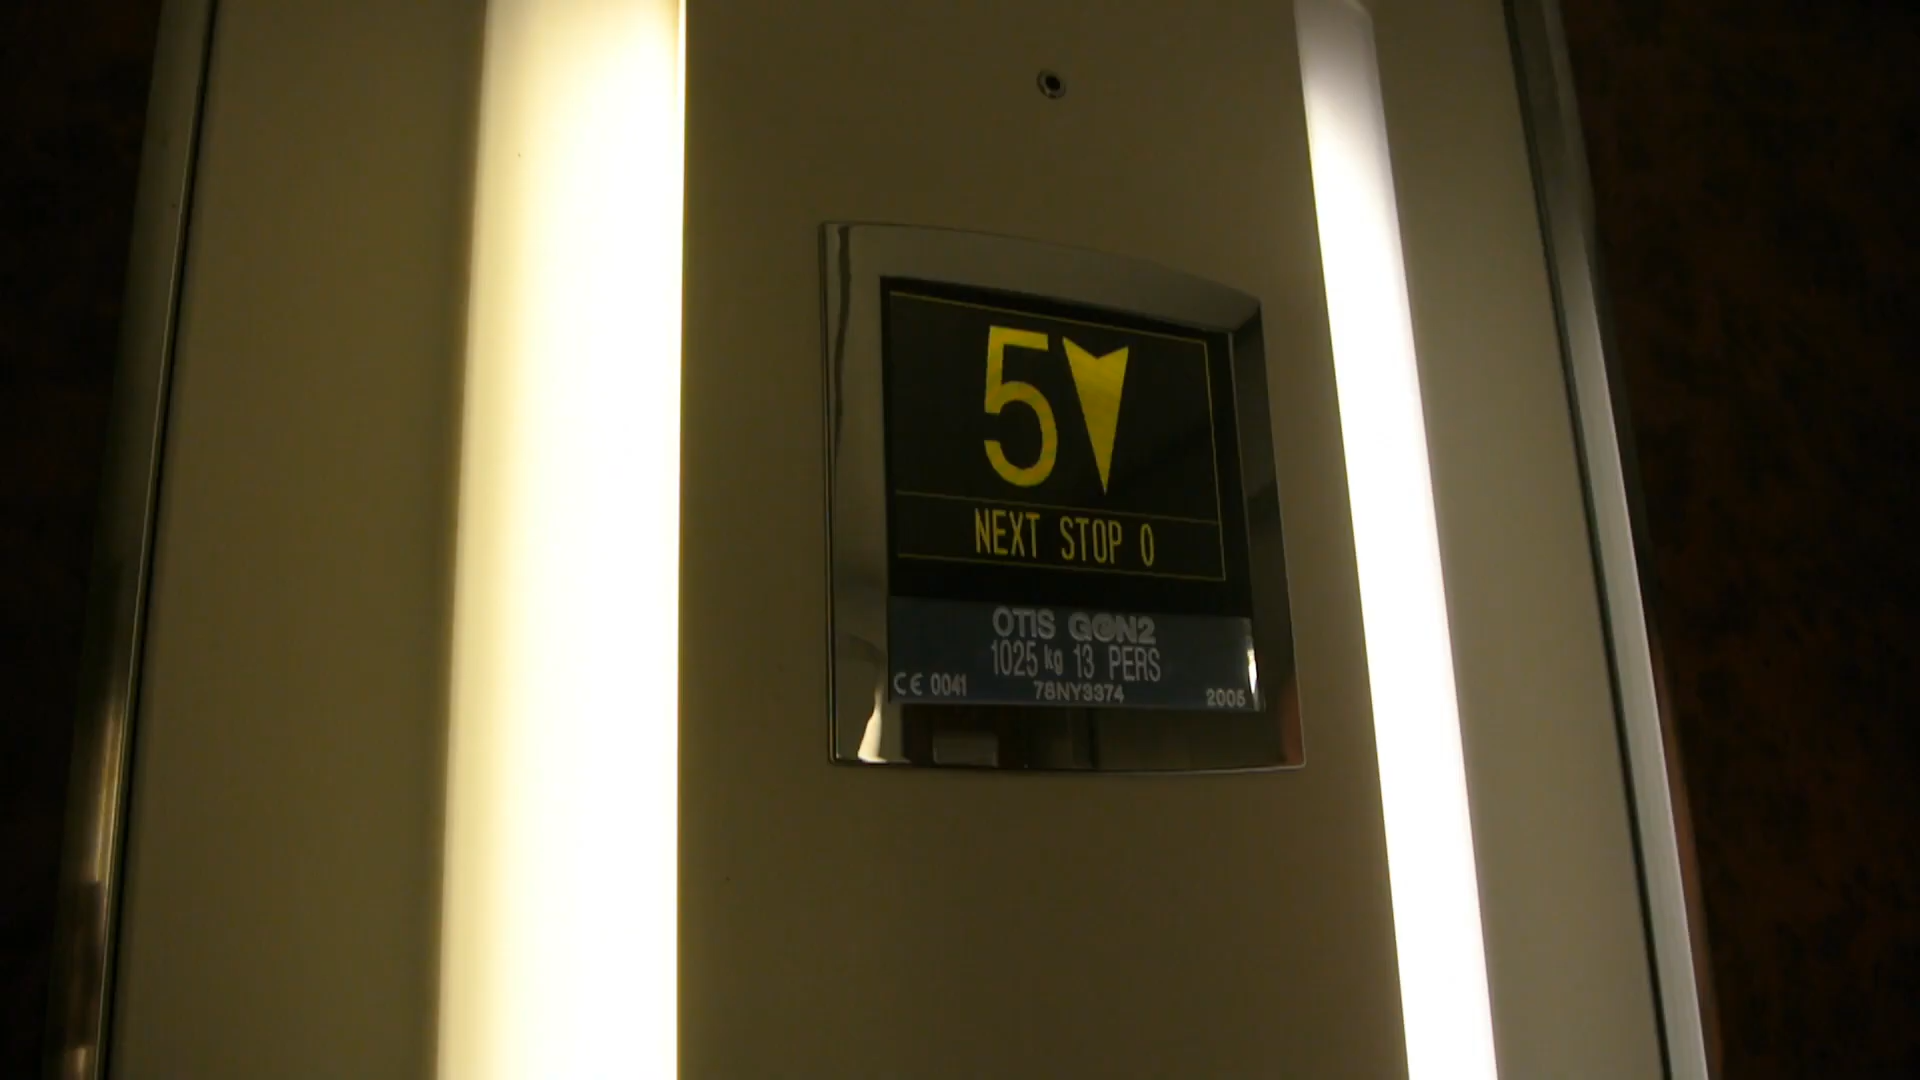 5
NEXT STOP 0
OTIS GeN2
1025 kg 13 PERS
CE 0041 78NY3374 2005